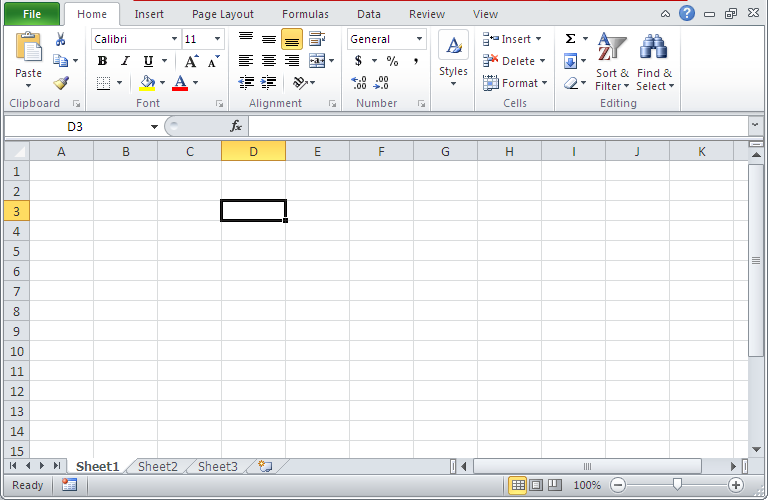 File Home Insert Page Layout Formulas Data Review View
Calibri 11 General Insert Σ
Paste B I U A A $ % , Styles Delete Sort & Filter Find & Select
A .00 .0 Format
Clipboard Font Alignment Number Cells Editing
D3 fx
A B C D E F G H I J K
1
2
3
4
5
6
7
8
9
10
11
12
13
14
15
Sheet1 Sheet2 Sheet3
Ready 100%